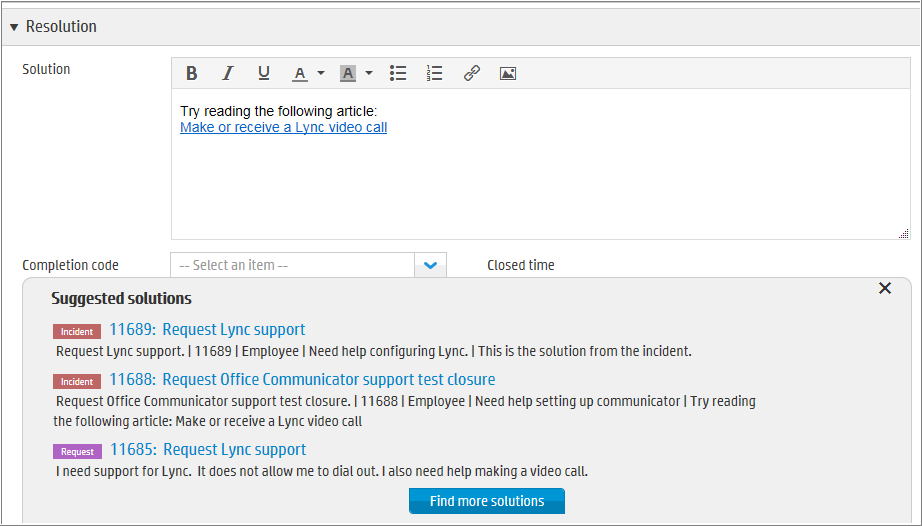 Resolution
Solution
B I U A A
Try reading the following article:
Make or receive a Lync video call
Completion code
-- Select an item --
Closed time
Suggested solutions
Incident 11689: Request Lync support
Request Lync support. | 11689 | Employee | Need help configuring Lync. | This is the solution from the incident.
Incident 11688: Request Office Communicator support test closure
Request Office Communicator support test closure. | 11688 | Employee | Need help setting up communicator | Try reading
the following article: Make or receive a Lync video call
Request 11685: Request Lync support
I need support for Lync. It does not allow me to dial out. I also need help making a video call.
Find more solutions